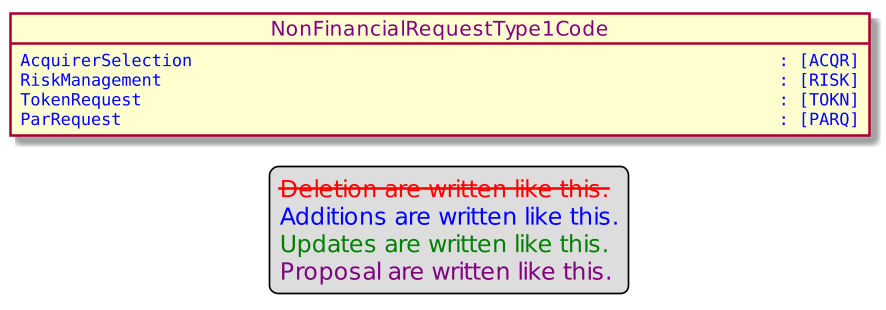 NonFinancialRequestType1Code
AcquirerSelection : [ACQR]
RiskManagement : [RISK]
TokenRequest : [TOKN]
ParRequest : [PARQ]
Deletion are written like this.
Additions are written like this.
Updates are written like this.
Proposal are written like this.